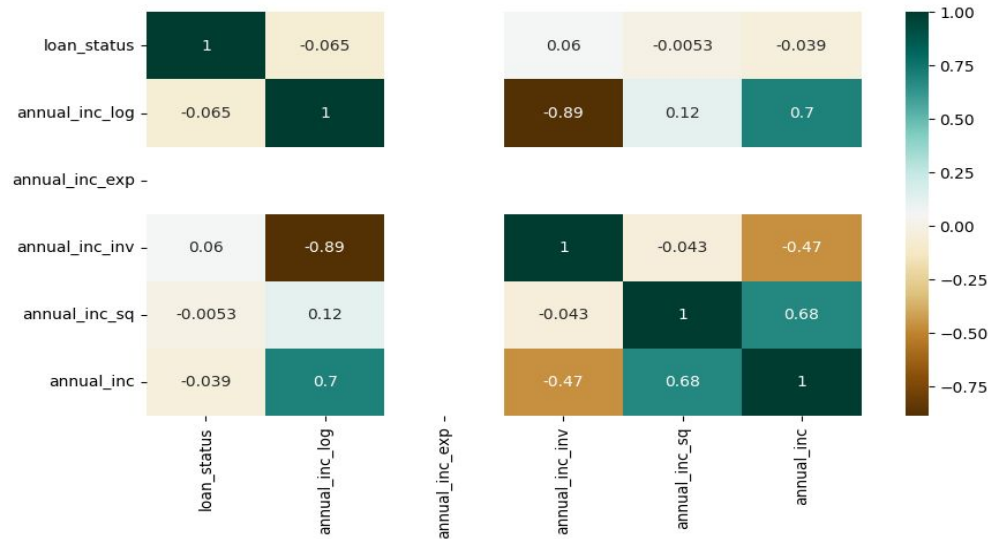 loan_status 1 -0.065 0.06 -0.0053 -0.039
annual_inc_log -0.065 1 -0.89 0.12 0.7
annual_inc_exp
annual_inc_inv 0.06 -0.89 1 -0.043 -0.47
annual_inc_sq -0.0053 0.12 -0.043 1 0.68
annual_inc -0.039 0.7 -0.47 0.68 1
loan_status
annual_inc_log
annual_inc_exp
annual_inc_inv
annual_inc_sq
annual_inc
1.00
0.75
0.50
0.25
0.00
−0.25
−0.50
−0.75